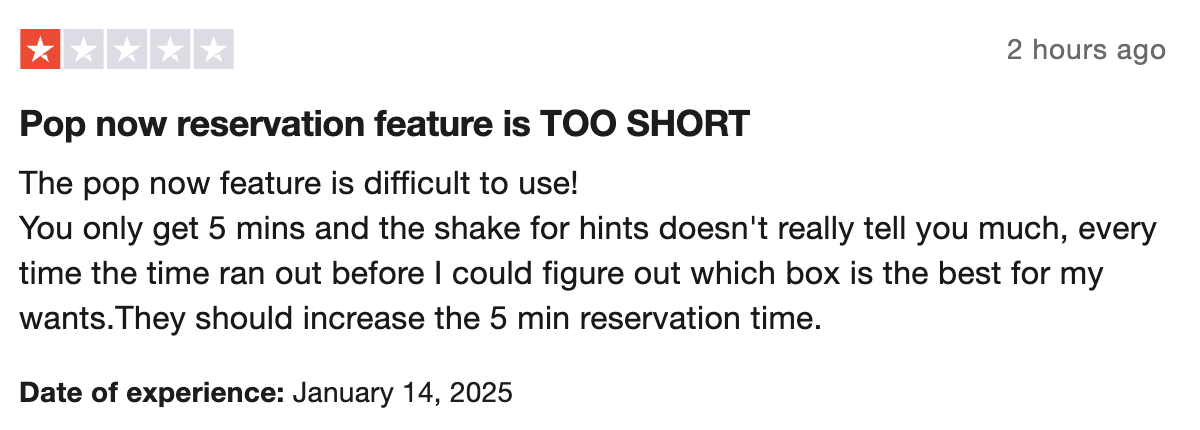 2 hours ago
Pop now reservation feature is TOO SHORT
The pop now feature is difficult to use!
You only get 5 mins and the shake for hints doesn't really tell you much, every
time the time ran out before I could figure out which box is the best for my
wants.They should increase the 5 min reservation time.
Date of experience: January 14, 2025